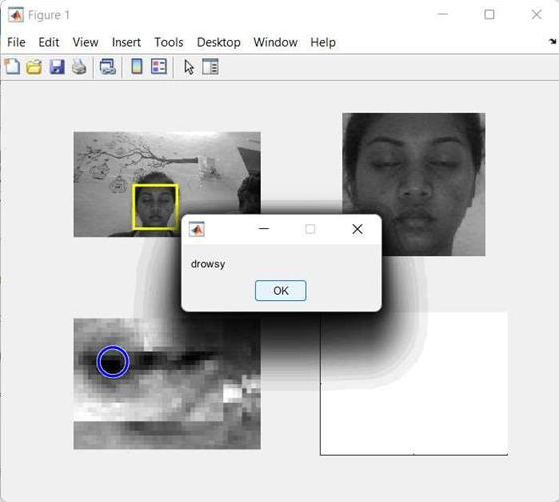 Figure 1
File Edit View Insert Tools Desktop Window Help
drowsy
OK